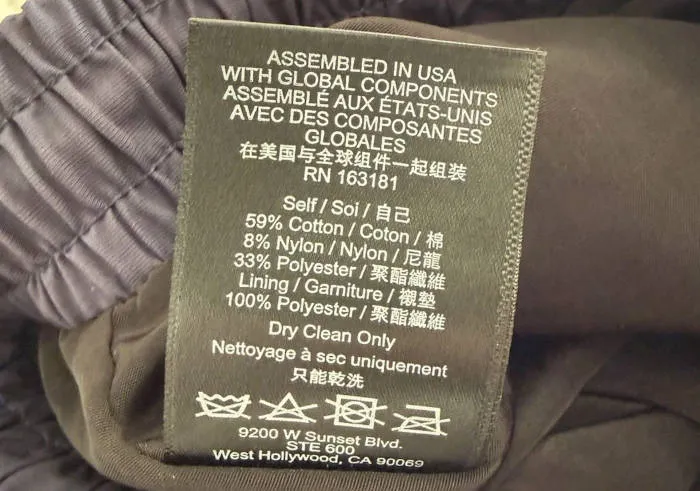 ASSEMBLED IN USA
WITH GLOBAL COMPONENTS
ASSEMBLÉ AUX ÉTATS-UNIS
AVEC DES COMPOSANTES
GLOBALES
在美国与全球组件一起组装
RN 163181
Self / Soi / 自己
59% Cotton / Coton / 棉
8% Nylon / Nylon / 尼龍
33% Polyester / 聚酯纖維
Lining / Garniture / 襯墊
100% Polyester / 聚酯纖維
Dry Clean Only
Nettoyage à sec uniquement
只能乾洗
9200 W Sunset Blvd.
STE 600
West Hollywood, CA 90069